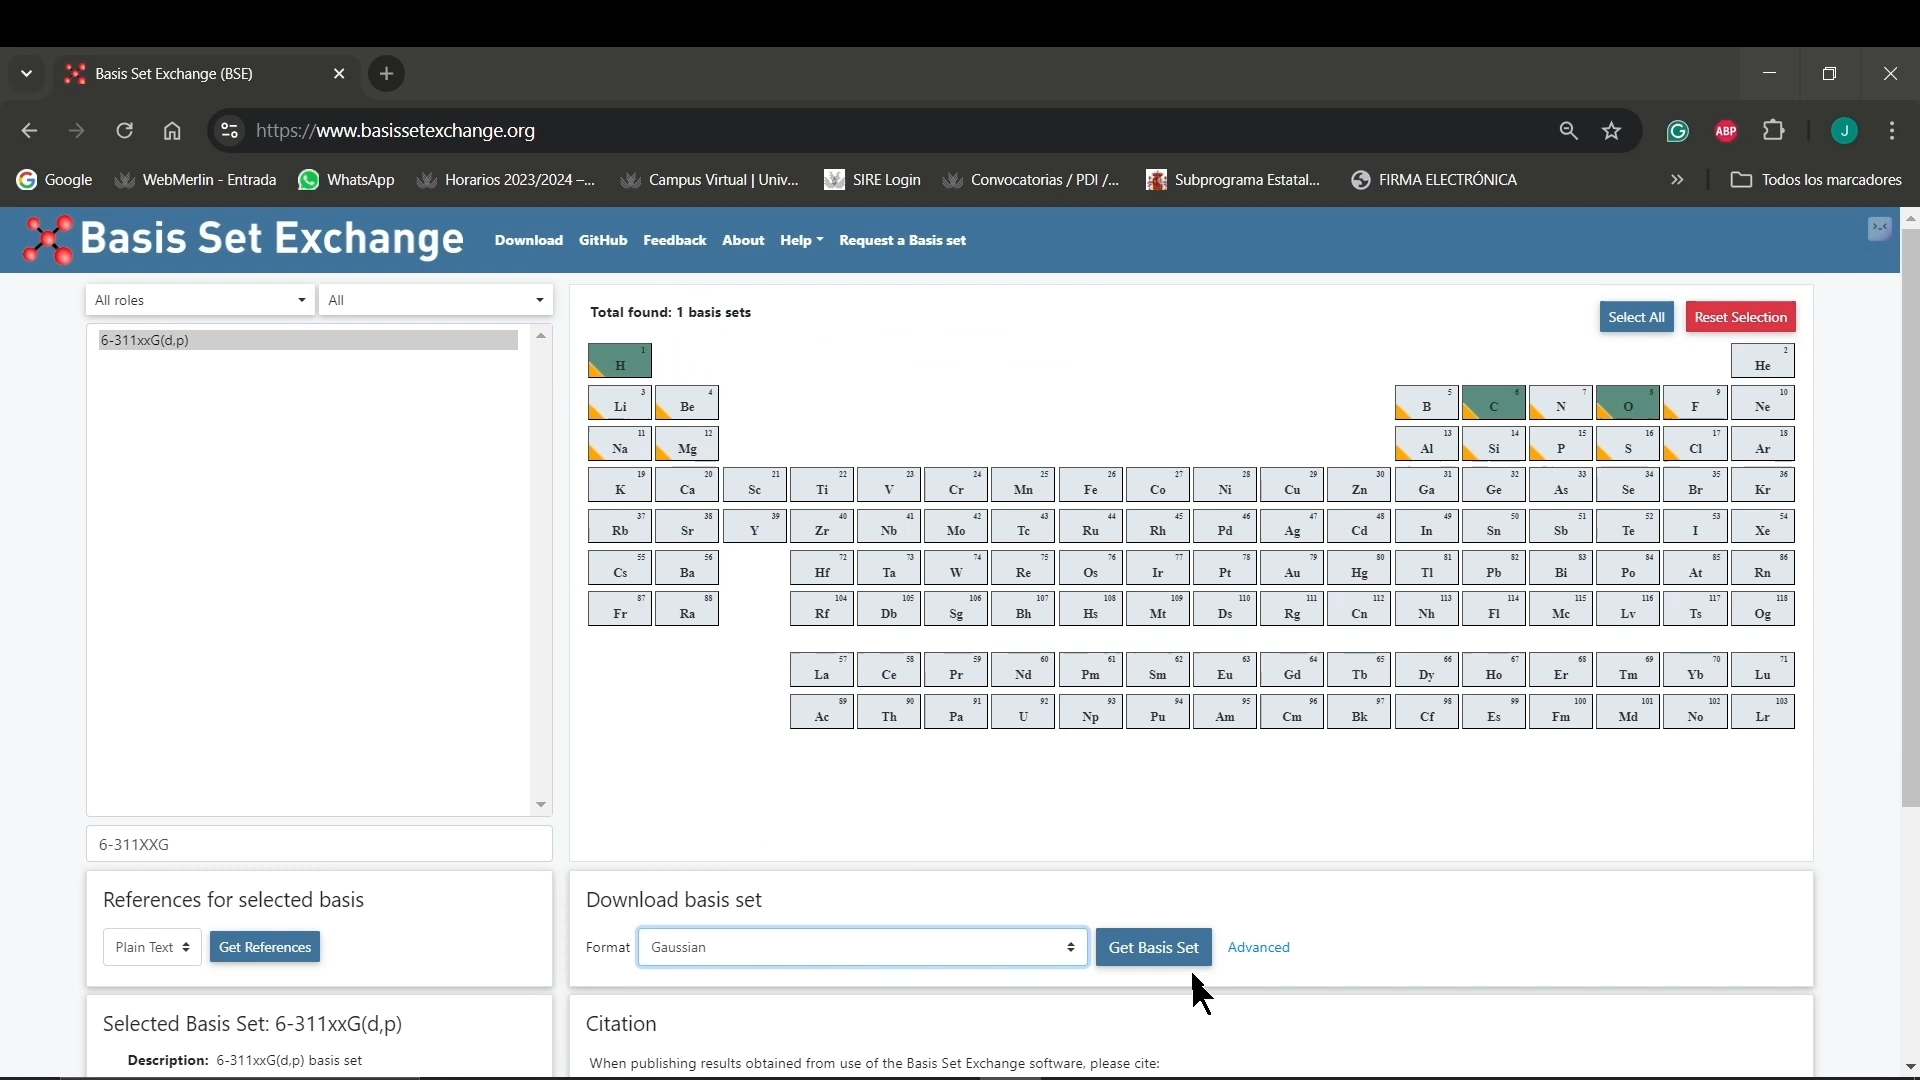 Basis Set Exchange (BSE)
https://www.basissetexchange.org
ABP
J
Google
WebMerlin - Entrada
WhatsApp
Horarios 2023/2024 –...
Campus Virtual | Univ...
SIRE Login
Convocatorias / PDI /...
Subprograma Estatal...
FIRMA ELECTRÓNICA
»
Todos los marcadores
Basis Set Exchange
Download GitHub Feedback About Help Request a Basis set
All roles
All
6-311xxG(d,p)
6-311XXG
Total found: 1 basis sets
Select All
Reset Selection
1 H 2 He
3 Li 4 Be 5 B 6 C 7 N 8 O 9 F 10 Ne
11 Na 12 Mg 13 Al 14 Si 15 P 16 S 17 Cl 18 Ar
19 K 20 Ca 21 Sc 22 Ti 23 V 24 Cr 25 Mn 26 Fe 27 Co 28 Ni 29 Cu 30 Zn 31 Ga 32 Ge 33 As 34 Se 35 Br 36 Kr
37 Rb 38 Sr 39 Y 40 Zr 41 Nb 42 Mo 43 Tc 44 Ru 45 Rh 46 Pd 47 Ag 48 Cd 49 In 50 Sn 51 Sb 52 Te 53 I 54 Xe
55 Cs 56 Ba 72 Hf 73 Ta 74 W 75 Re 76 Os 77 Ir 78 Pt 79 Au 80 Hg 81 Tl 82 Pb 83 Bi 84 Po 85 At 86 Rn
87 Fr 88 Ra 104 Rf 105 Db 106 Sg 107 Bh 108 Hs 109 Mt 110 Ds 111 Rg 112 Cn 113 Nh 114 Fl 115 Mc 116 Lv 117 Ts 118 Og
57 La 58 Ce 59 Pr 60 Nd 61 Pm 62 Sm 63 Eu 64 Gd 65 Tb 66 Dy 67 Ho 68 Er 69 Tm 70 Yb 71 Lu
89 Ac 90 Th 91 Pa 92 U 93 Np 94 Pu 95 Am 96 Cm 97 Bk 98 Cf 99 Es 100 Fm 101 Md 102 No 103 Lr
References for selected basis
Plain Text
Get References
Download basis set
Format
Gaussian
Get Basis Set
Advanced
Selected Basis Set: 6-311xxG(d,p)
Description: 6-311xxG(d,p) basis set
Citation
When publishing results obtained from use of the Basis Set Exchange software, please cite: